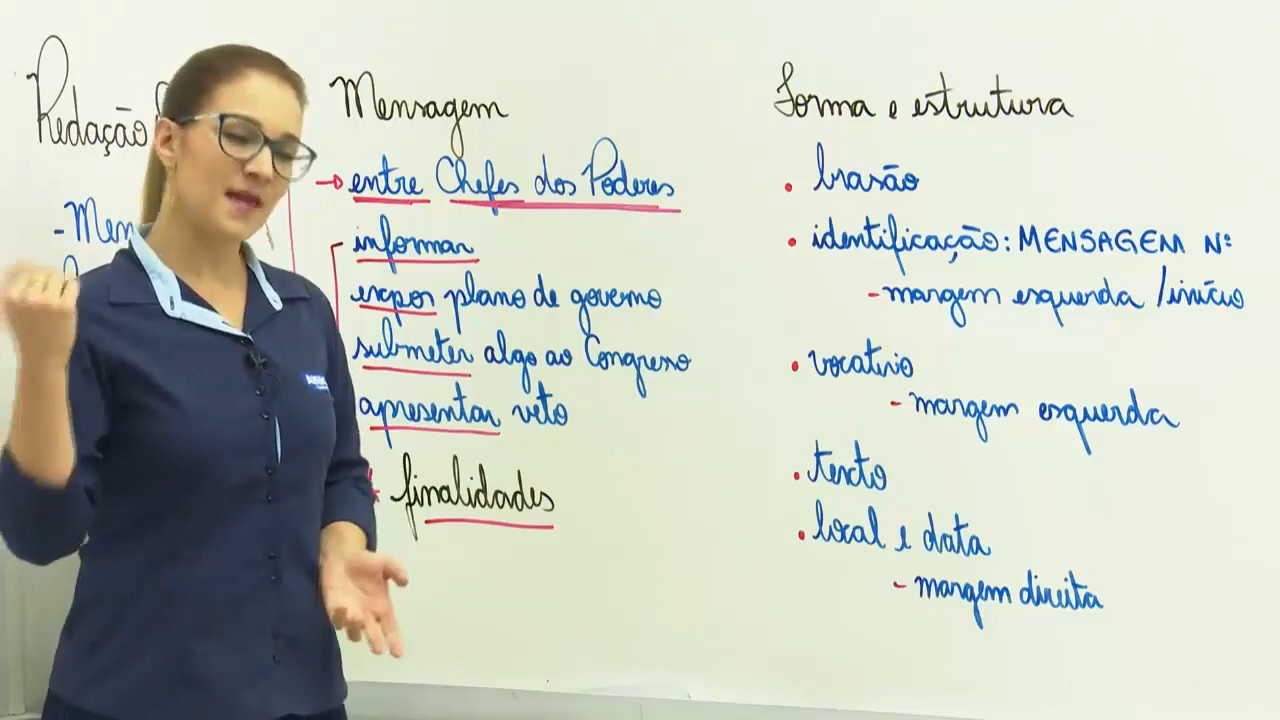 Redação
- Men
Mensagem
→ entre Chefes dos Poderes
informar
expor plano de governo
submeter algo ao Congresso
apresentar veto
* finalidades
Forma e estrutura
• brasão
• identificação: MENSAGEM Nº
- margem esquerda / início
• vocativo
- margem esquerda
• texto
• local e data
- margem direita